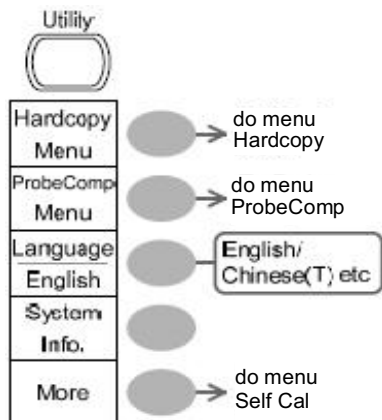 Utility
Hardcopy
Menu
do menu
Hardcopy
ProbeComp
Menu
do menu
ProbeComp
Language
English
English/
Chinese(T) etc
System
Info.
More
do menu
Self Cal